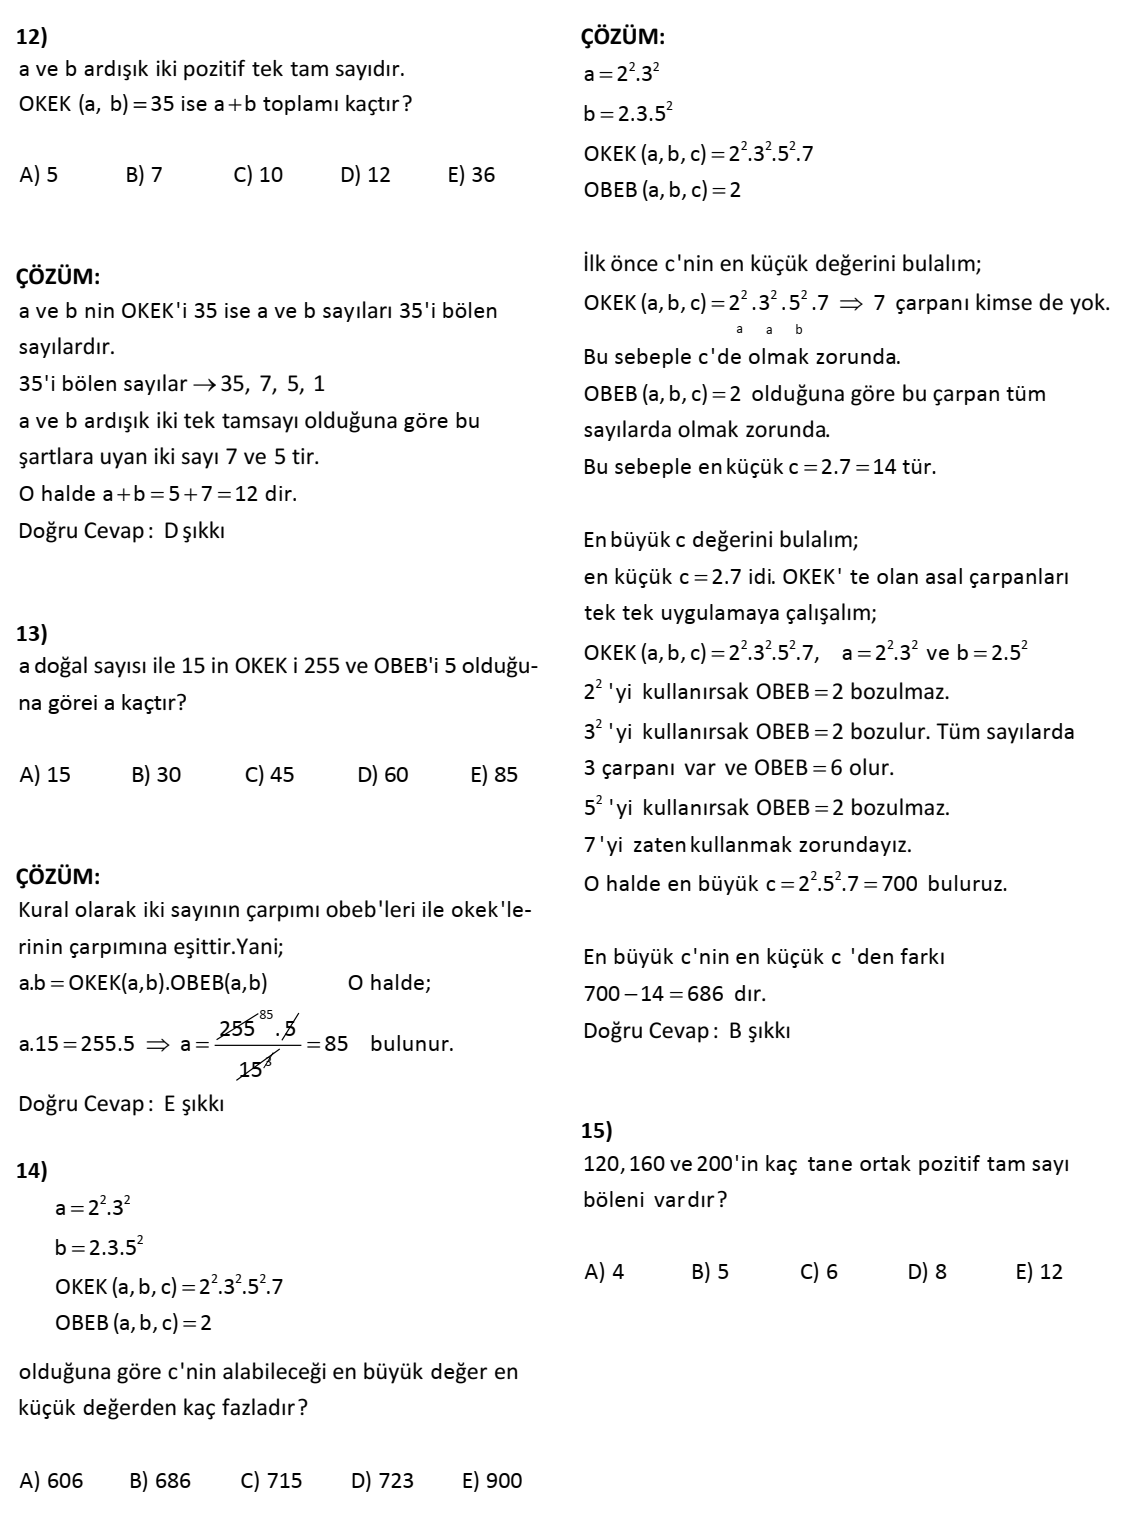 12)
a ve b ardışık iki pozitif tek tam sayıdır.
OKEK (a, b) = 35 ise a+b toplamı kaçtır?
A) 5 B) 7 C) 10 D) 12 E) 36
ÇÖZÜM:
a ve b nin OKEK'i 35 ise a ve b sayıları 35'i bölen
sayılardır.
35'i bölen sayılar → 35, 7, 5, 1
a ve b ardışık iki tek tamsayı olduğuna göre bu
şartlara uyan iki sayı 7 ve 5 tir.
O halde a+b = 5+7 = 12 dir.
Doğru Cevap : D şıkkı
13)
a doğal sayısı ile 15 in OKEK i 255 ve OBEB'i 5 olduğu-
na görei a kaçtır?
A) 15 B) 30 C) 45 D) 60 E) 85
ÇÖZÜM:
Kural olarak iki sayının çarpımı obeb'leri ile okek'le-
rinin çarpımına eşittir.Yani;
a.b = OKEK(a,b).OBEB(a,b) O halde;
a.15 = 255.5 ⇒ a = 255⁸⁵ . 5 / 15³ = 85 bulunur.
Doğru Cevap : E şıkkı
14)
a = 2².3²
b = 2.3.5²
OKEK (a, b, c) = 2².3².5².7
OBEB (a, b, c) = 2
olduğuna göre c'nin alabileceği en büyük değer en
küçük değerden kaç fazladır?
A) 606 B) 686 C) 715 D) 723 E) 900
ÇÖZÜM:
a = 2².3²
b = 2.3.5²
OKEK (a, b, c) = 2².3².5².7
OBEB (a, b, c) = 2
İlk önce c'nin en küçük değerini bulalım;
OKEK (a, b, c) = 2² .3² . 5² .7 ⇒ 7 çarpanı kimse de yok.
a a b
Bu sebeple c'de olmak zorunda.
OBEB (a, b, c) = 2 olduğuna göre bu çarpan tüm
sayılarda olmak zorunda.
Bu sebeple en küçük c = 2.7 = 14 tür.
En büyük c değerini bulalım;
en küçük c = 2.7 idi. OKEK' te olan asal çarpanları
tek tek uygulamaya çalışalım;
OKEK (a, b, c) = 2².3².5².7, a = 2².3² ve b = 2.5²
2² 'yi kullanırsak OBEB = 2 bozulmaz.
3² 'yi kullanırsak OBEB = 2 bozulur. Tüm sayılarda
3 çarpanı var ve OBEB = 6 olur.
5² 'yi kullanırsak OBEB = 2 bozulmaz.
7 'yi zaten kullanmak zorundayız.
O halde en büyük c = 2².5².7 = 700 buluruz.
En büyük c'nin en küçük c 'den farkı
700 – 14 = 686 dır.
Doğru Cevap : B şıkkı
15)
120, 160 ve 200'in kaç tane ortak pozitif tam sayı
böleni vardır?
A) 4 B) 5 C) 6 D) 8 E) 12